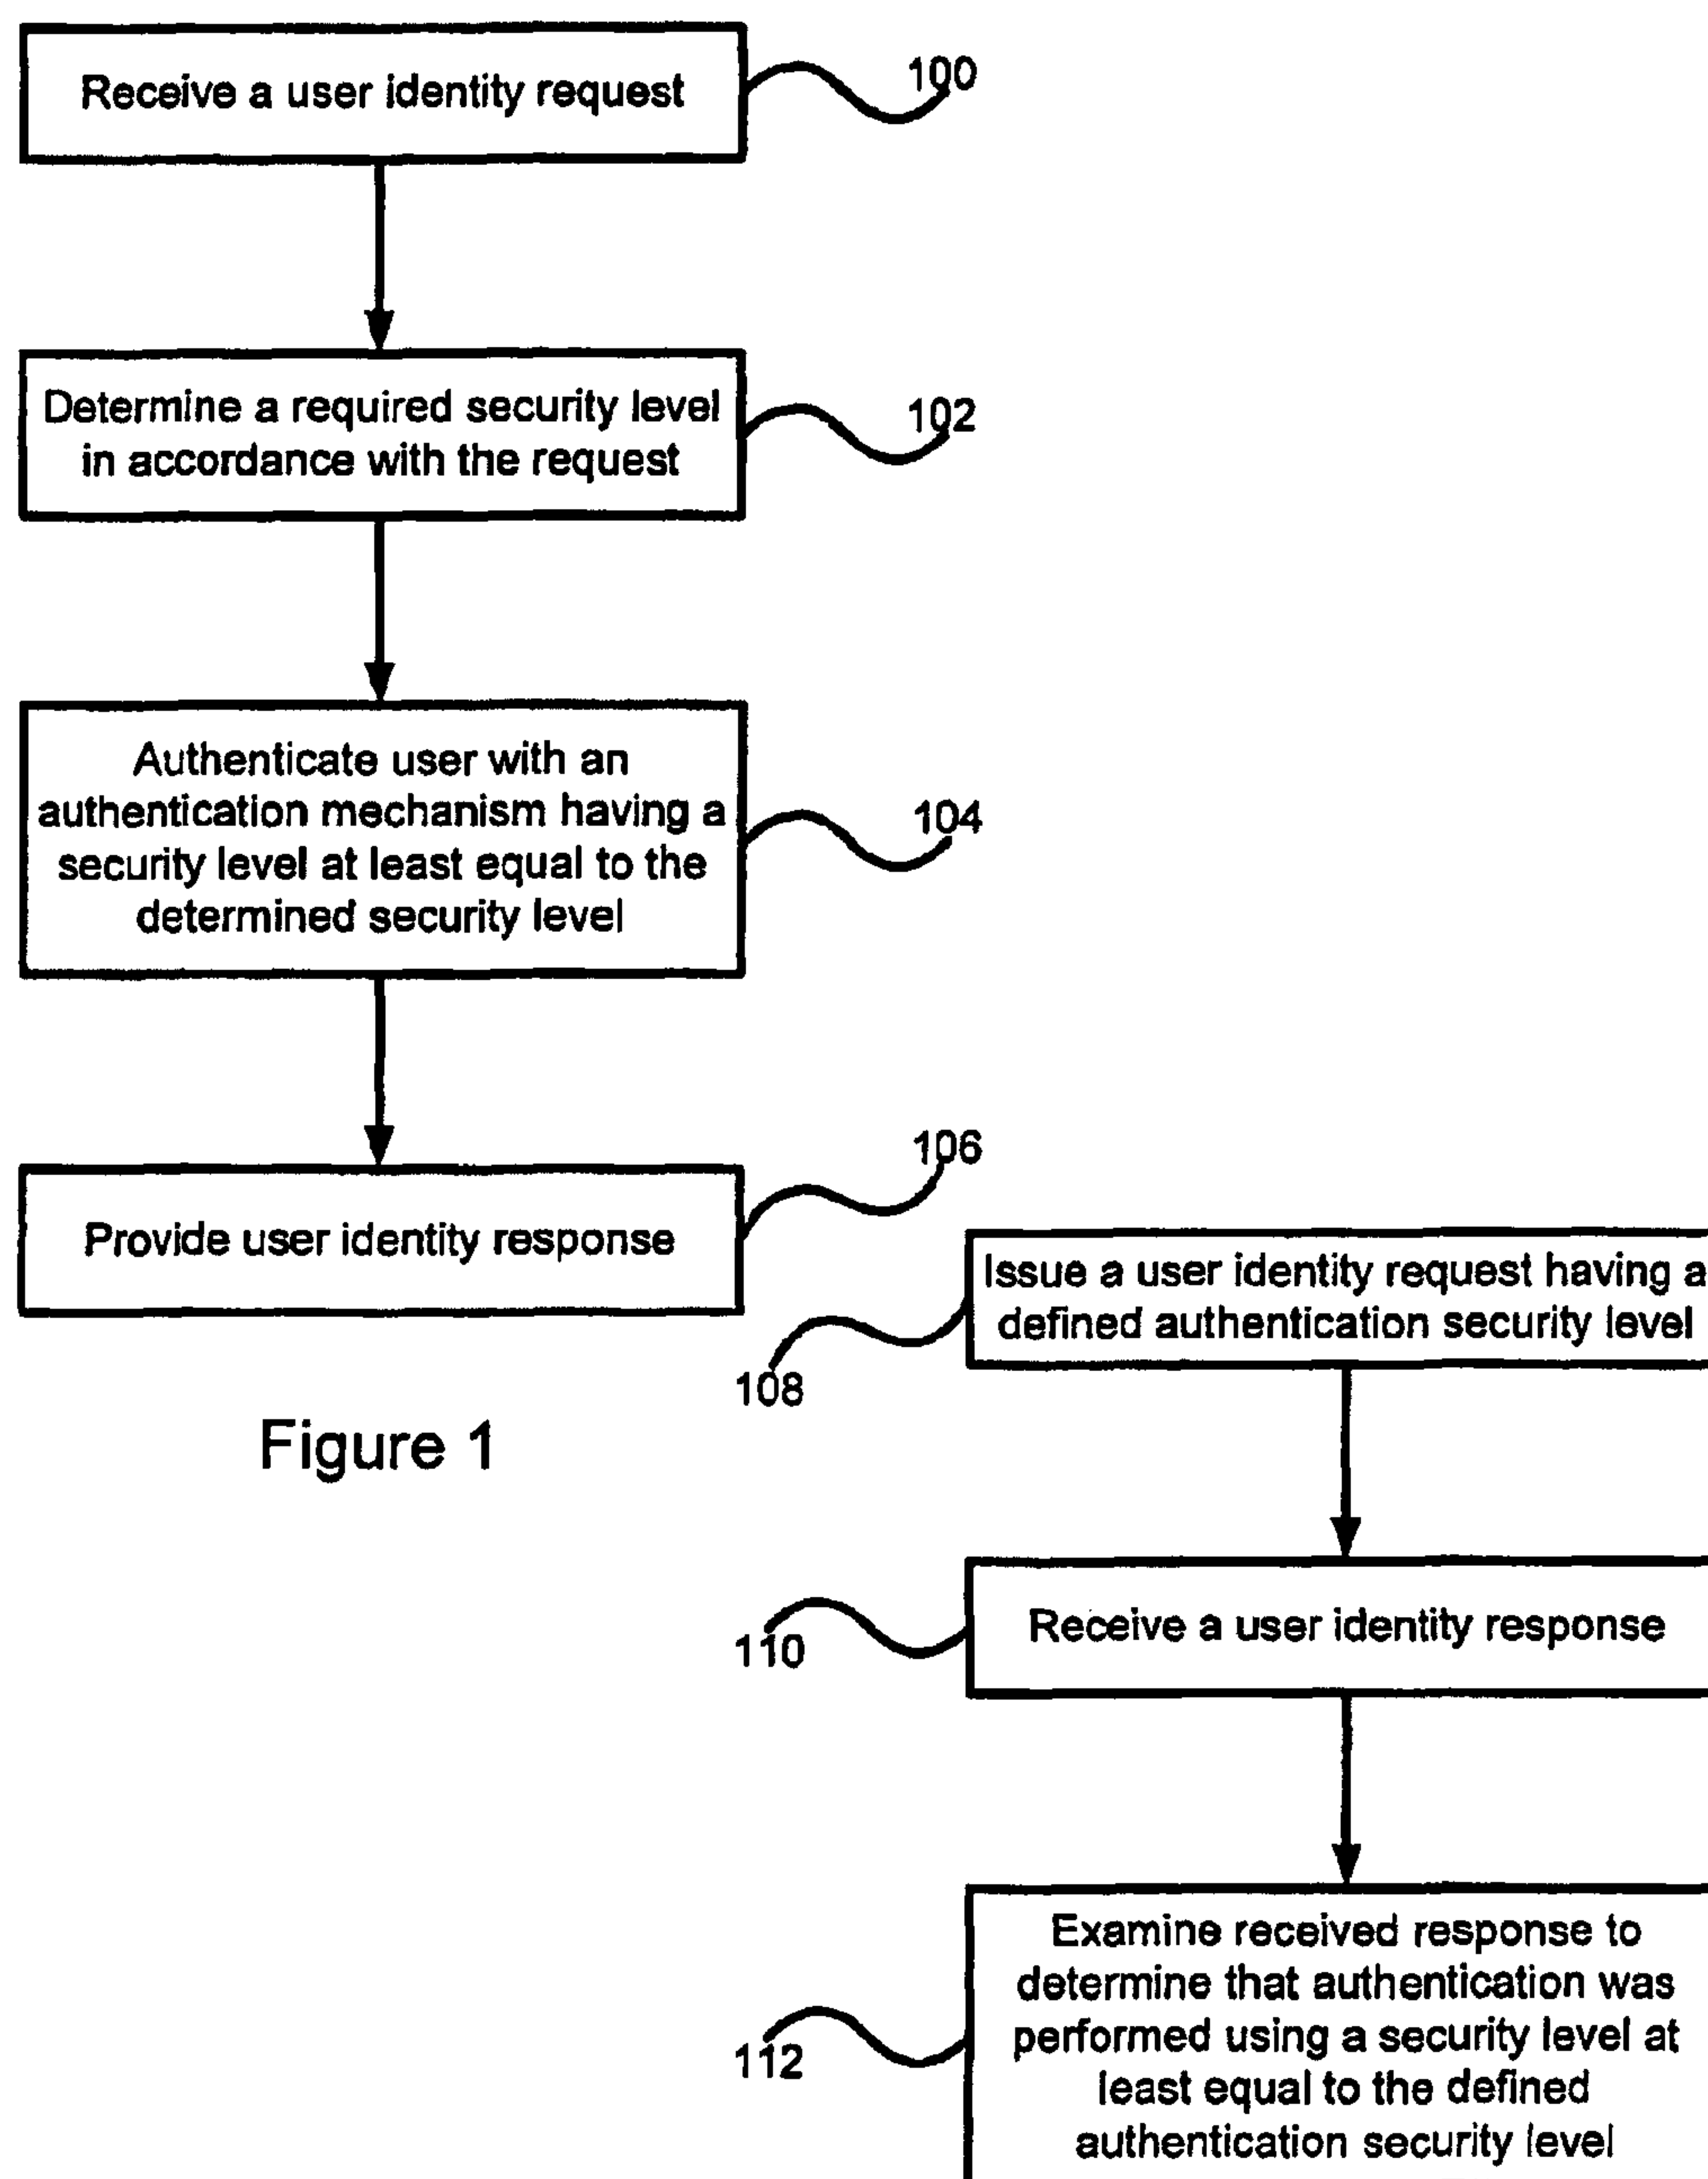 Receive a user identity request
100
Determine a required security level
in accordance with the request
102
Authenticate user with an
authentication mechanism having a
security level at least equal to the
determined security level
104
Provide user identity response
106
Figure 1
Issue a user identity request having a
defined authentication security level
108
Receive a user identity response
110
Examine received response to
determine that authentication was
performed using a security level at
least equal to the defined
authentication security level
112